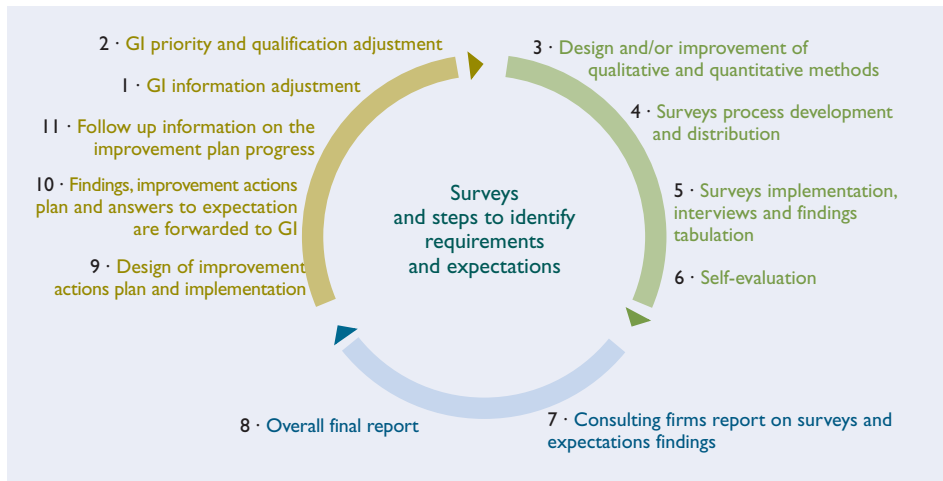 2 · GI priority and qualification adjustment
1 · GI information adjustment
11 · Follow up information on the
improvement plan progress
10 · Findings, improvement actions
plan and answers to expectation
are forwarded to GI
9 · Design of improvement
actions plan and implementation
Surveys
and steps to identify
requirements
and expectations
3 · Design and/or improvement of
qualitative and quantitative methods
4 · Surveys process development
and distribution
5 · Surveys implementation,
interviews and findings
tabulation
6 · Self-evaluation
8 · Overall final report
7 · Consulting firms report on surveys and
expectations findings